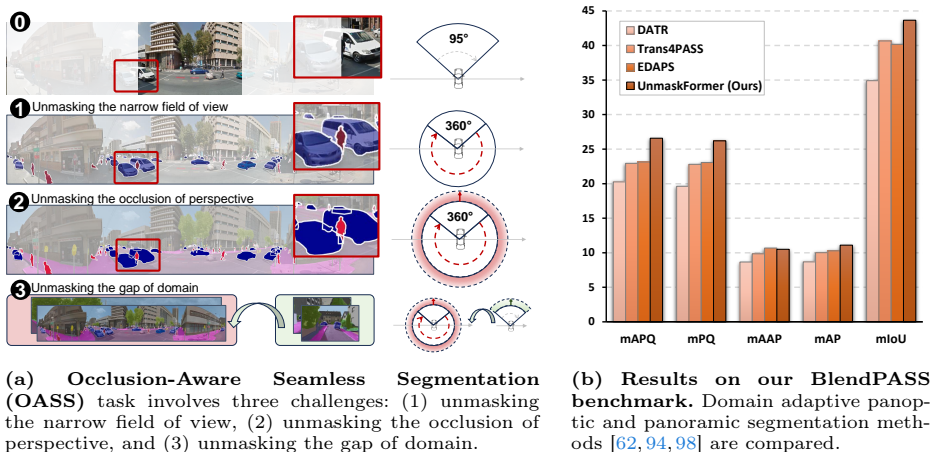 0
95°
1 Unmasking the narrow field of view
360°
2 Unmasking the occlusion of perspective
360°
3 Unmasking the gap of domain
(a) Occlusion-Aware Seamless Segmentation
(OASS) task involves three challenges: (1) unmasking
the narrow field of view, (2) unmasking the occlusion of
perspective, and (3) unmasking the gap of domain.
45
40
35
30
25
20
15
10
5
0
DATR
Trans4PASS
EDAPS
UnmaskFormer (Ours)
mAPQ mPQ mAAP mAP mIoU
(b) Results on our BlendPASS
benchmark. Domain adaptive panop-
tic and panoramic segmentation meth-
ods [62,94,98] are compared.